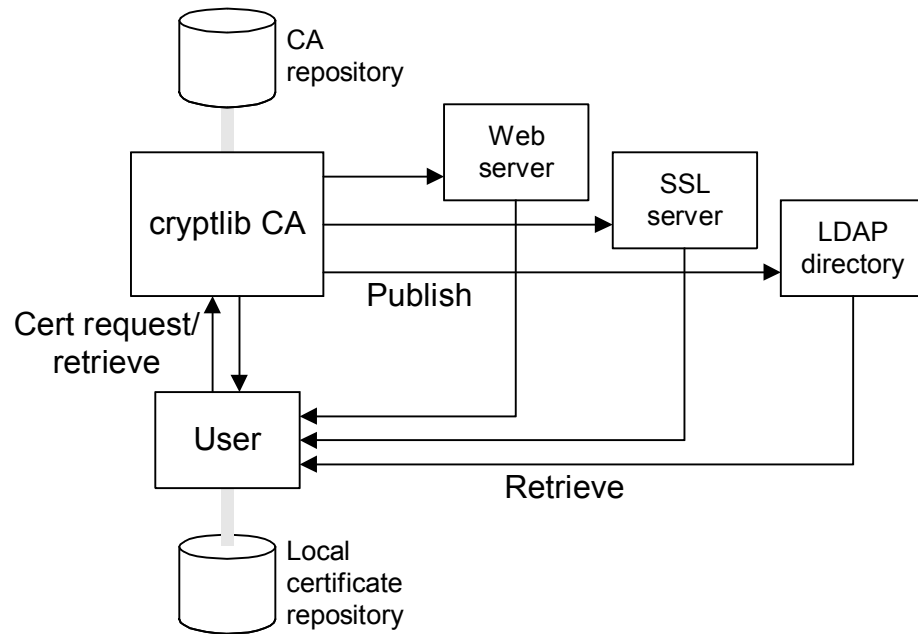 CA
repository
Web
server
SSL
server
cryptlib CA
LDAP
directory
Publish
Cert request/
retrieve
User
Retrieve
Local
certificate
repository